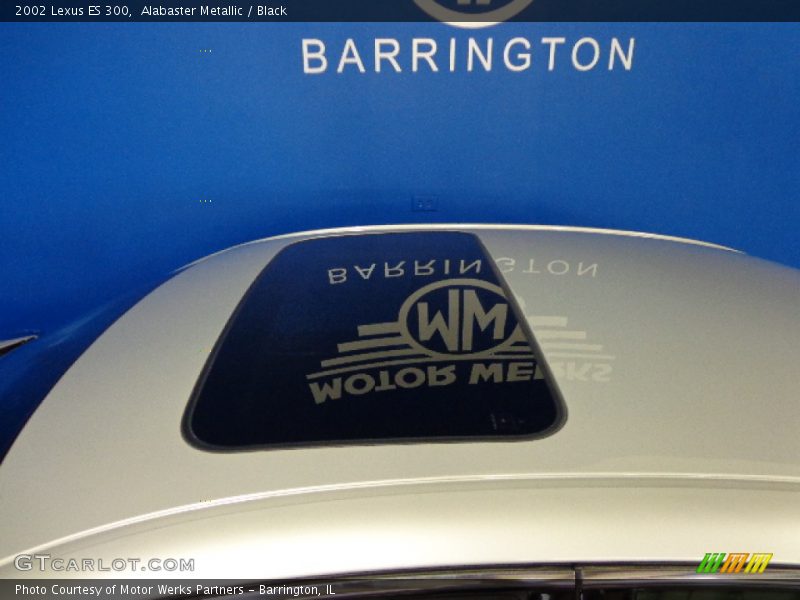 2002 Lexus ES 300,  Alabaster Metallic / Black
BARRINGTON
BARRINGTON
WM
MOTOR WERKS
GTCARLOT.COM
Photo Courtesy of Motor Werks Partners - Barrington, IL